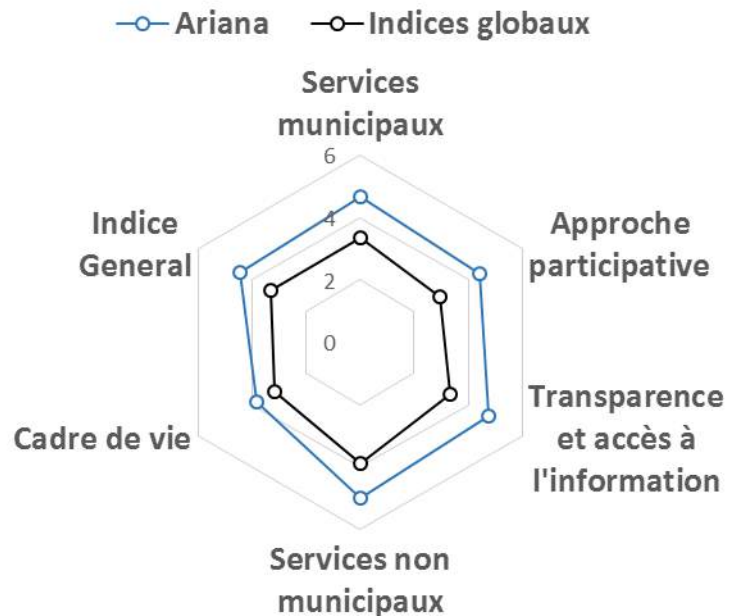 Ariana Indices globaux
Services
municipaux
6
Indice
General
4
Approche
participative
2
0
Transparence
et accès à
l'information
Cadre de vie
Services non
municipaux